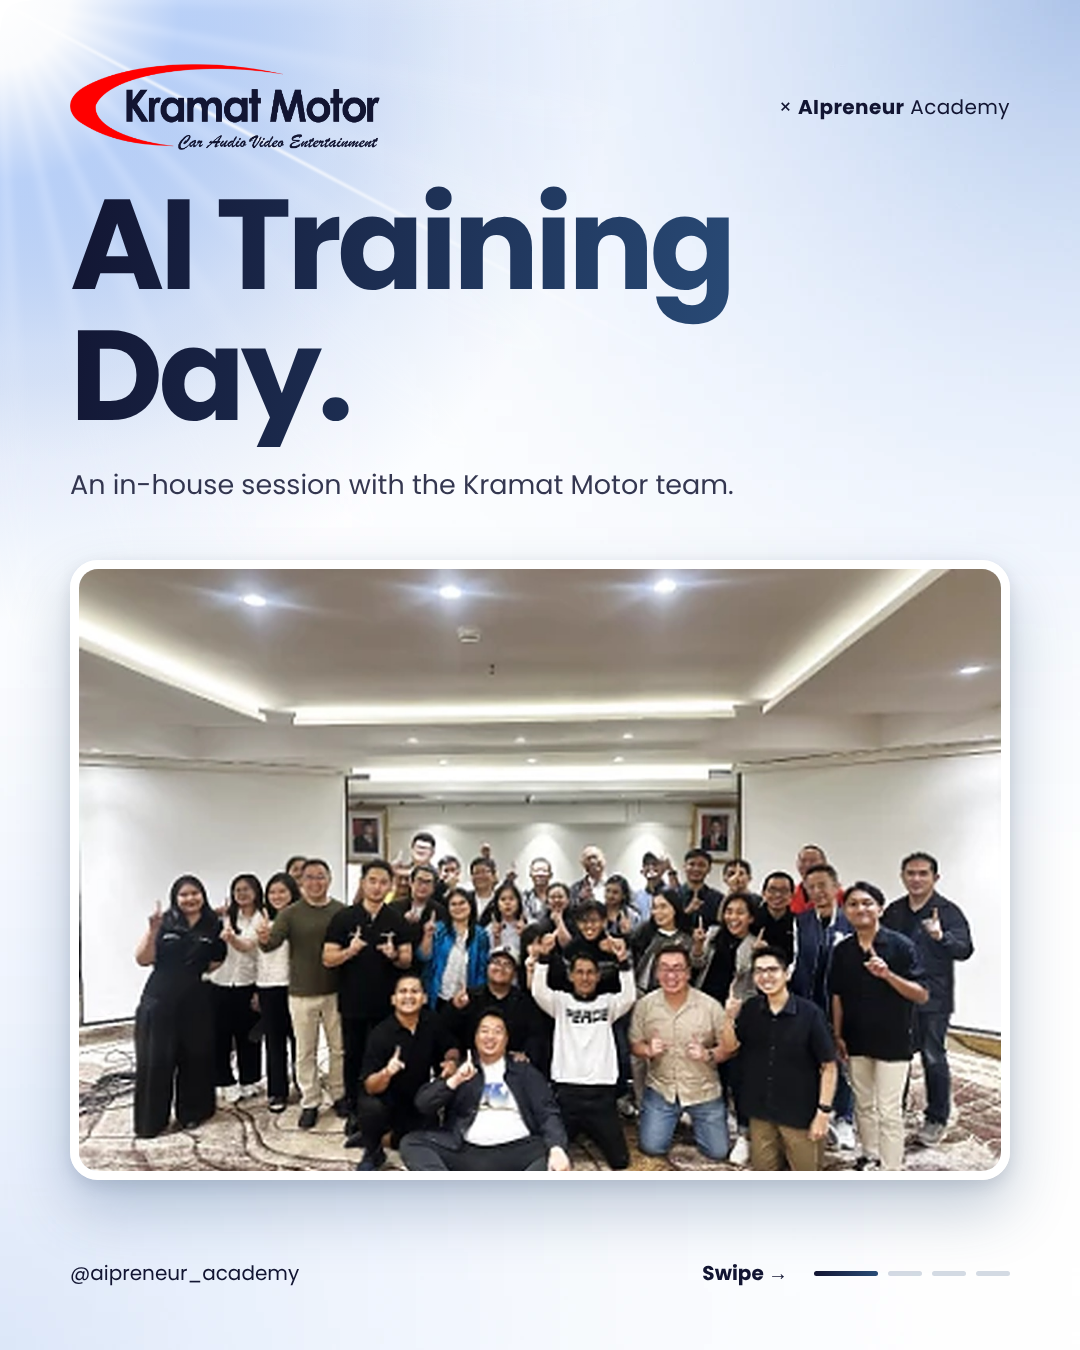 Kramat Motor
Car Audio Video Entertainment
× AIpreneur Academy
AI Training
Day.
An in-house session with the Kramat Motor team.
PEACE
@aipreneur_academy
Swipe →